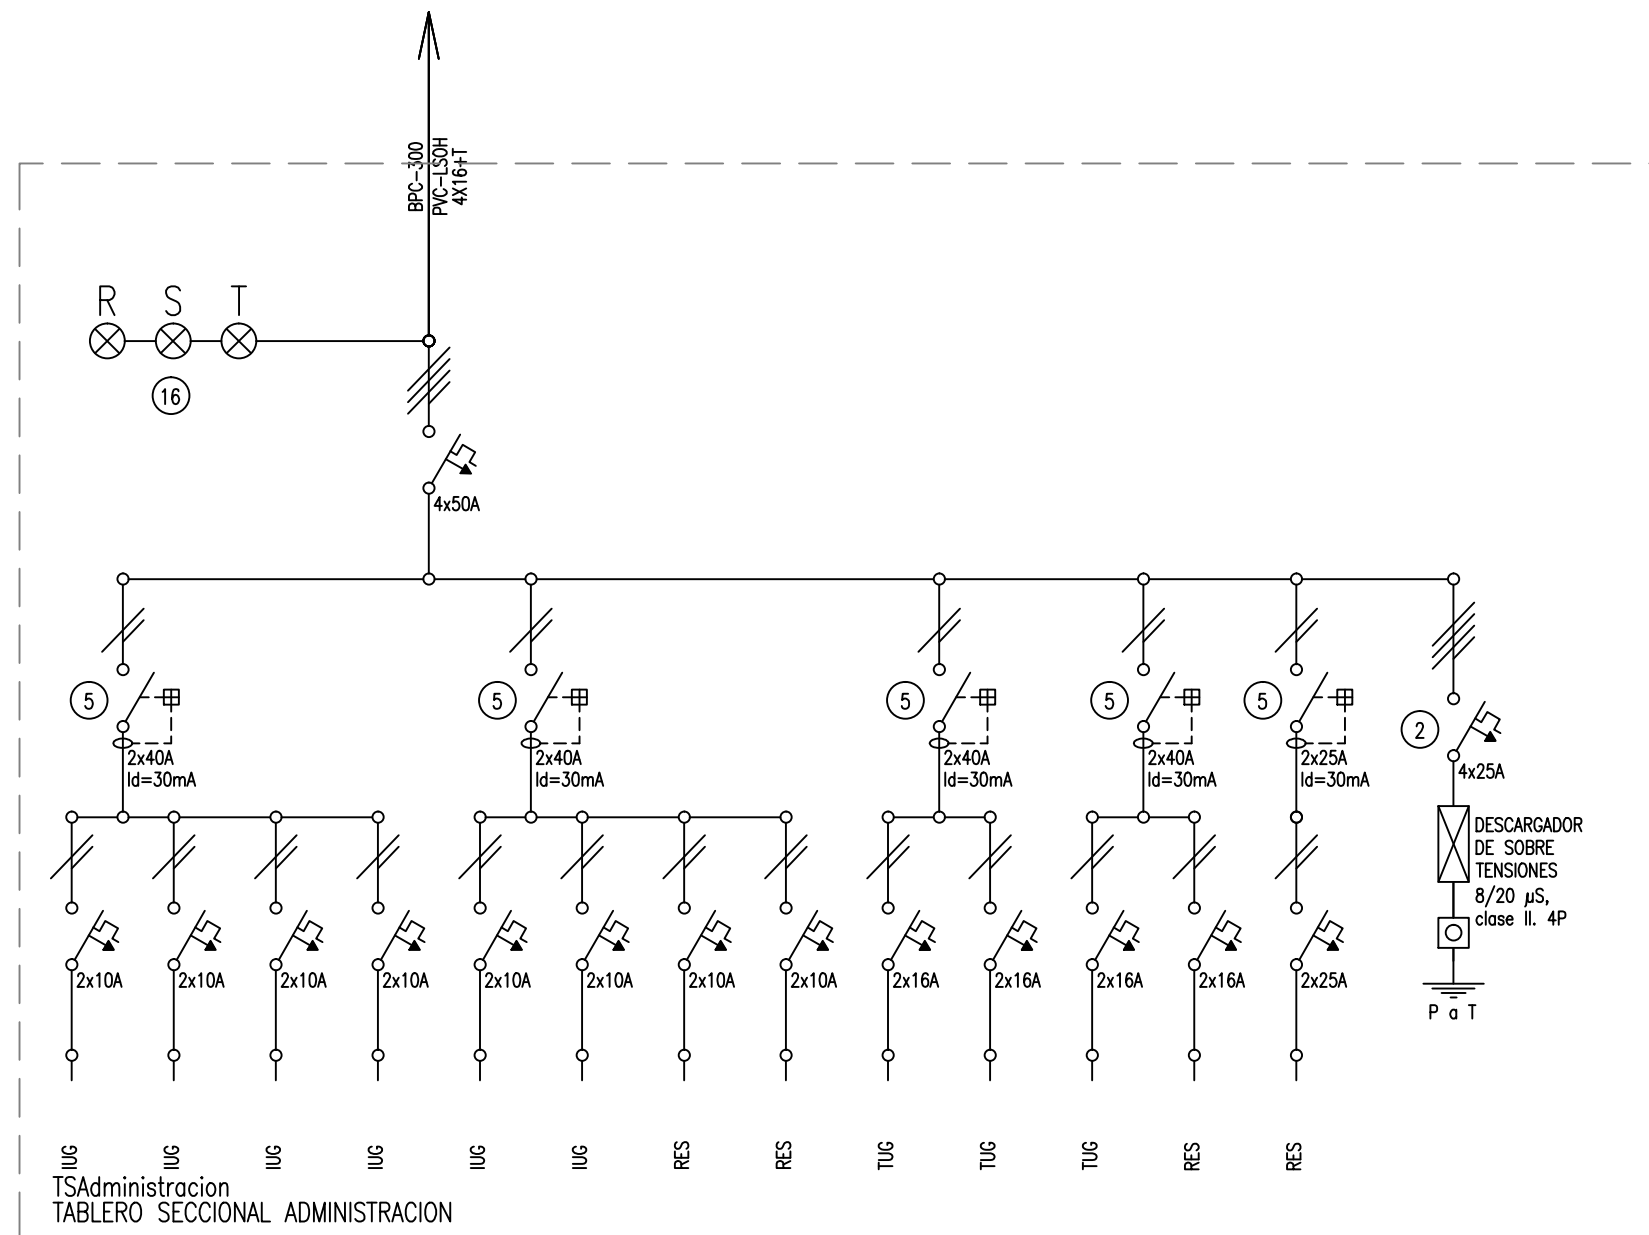 BPC-300
PVC-LSOH
4X16+T
R S T
16
4x50A
5 5 5 5 5 2
2x40A 2x40A 2x40A 2x40A 2x25A 4x25A
Id=30mA Id=30mA Id=30mA Id=30mA Id=30mA
DESCARGADOR
DE SOBRE
TENSIONES
8/20 µS,
clase II. 4P
2x10A 2x10A 2x10A 2x10A 2x10A 2x10A 2x10A 2x10A 2x16A 2x16A 2x16A 2x16A 2x25A
P a T
IUG IUG IUG IUG IUG IUG RES RES TUG TUG TUG RES RES
TSAdministracion
TABLERO SECCIONAL ADMINISTRACION